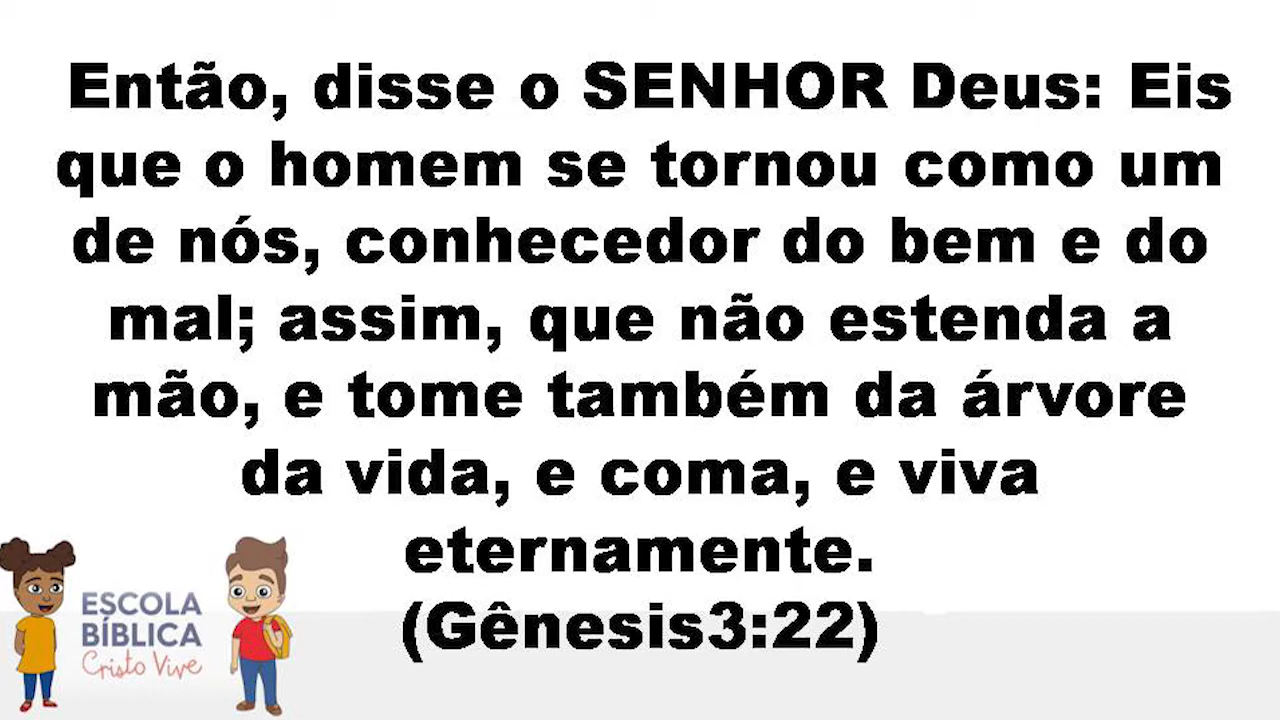 Então, disse o SENHOR Deus: Eis
que o homem se tornou como um
de nós, conhecedor do bem e do
mal; assim, que não estenda a
mão, e tome também da árvore
da vida, e coma, e viva
eternamente.
(Gênesis3:22)
ESCOLA
BÍBLICA
Cristo Vive